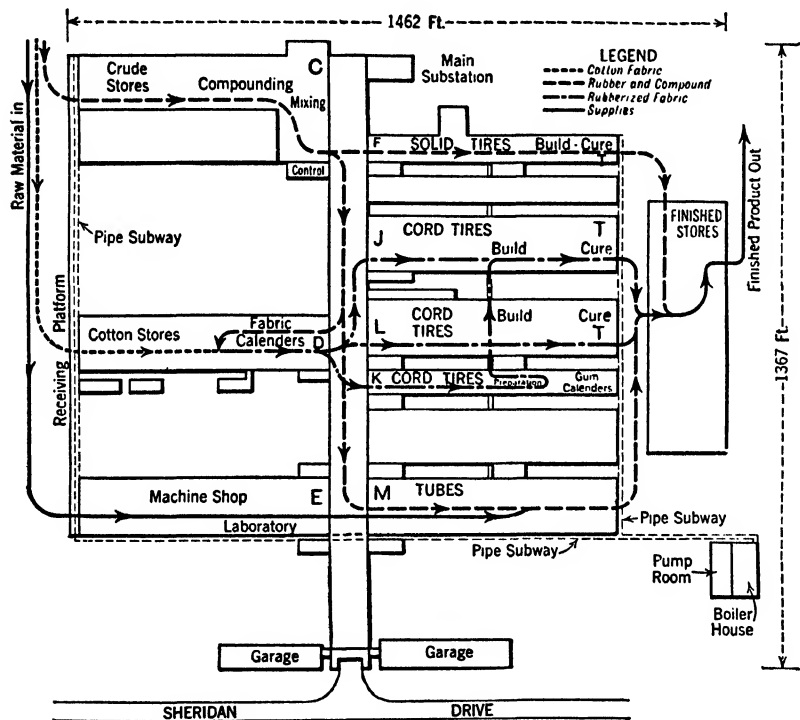 1462 Ft.
Crude
Stores
Compounding
C
Mixing
Main
Substation
LEGEND
Cotton Fabric
Rubber and Compound
Rubberized Fabric
Supplies
Raw Material in
F SOLID TIRES Build-Cure
T
Control
Pipe Subway
J
CORD TIRES
T
Build
Cure
FINISHED
STORES
Finished Product Out
1367 Ft.
Receiving Platform
Cotton Stores
Fabric
Calenders
D
L
CORD
TIRES
Build
Cure
T
K CORD TIRES
Preparation
Gum
Calenders
Machine Shop
E
M
TUBES
Laboratory
Pipe Subway
Pipe Subway
Pump
Room
Boiler
House
Garage
Garage
SHERIDAN DRIVE